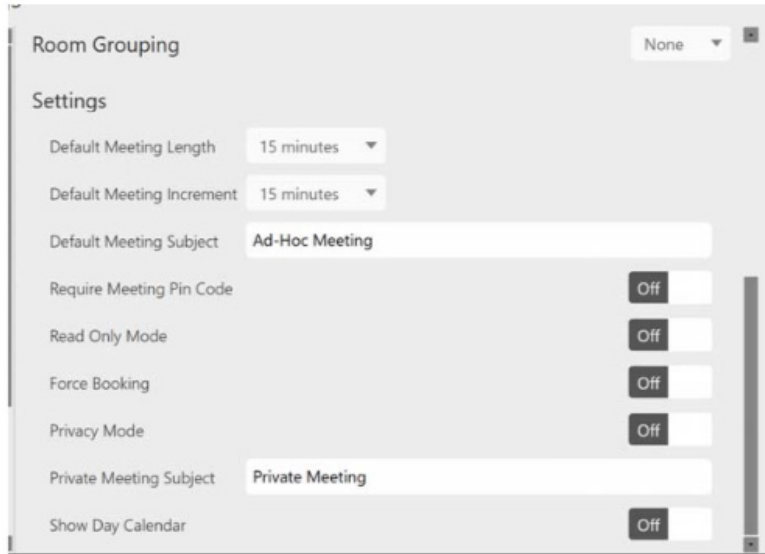 Room Grouping None
Settings
Default Meeting Length 15 minutes
Default Meeting Increment 15 minutes
Default Meeting Subject Ad-Hoc Meeting
Require Meeting Pin Code Off
Read Only Mode Off
Force Booking Off
Privacy Mode Off
Private Meeting Subject Private Meeting
Show Day Calendar Off